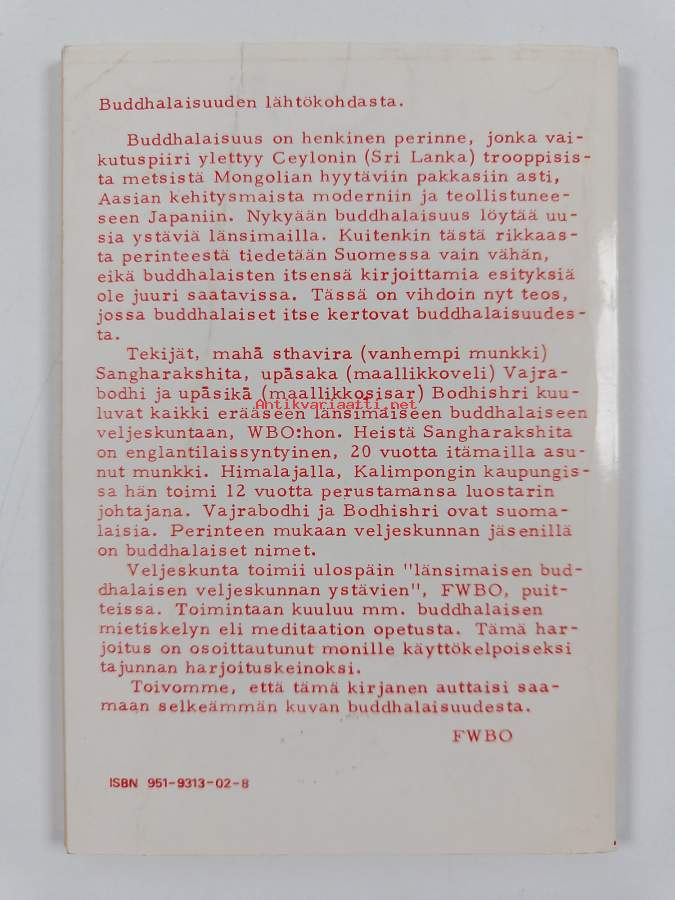 Buddhalaisuuden lähtökohdasta.
Buddhalaisuus on henkinen perinne, jonka vai-
kutuspiiri ylettyy Ceylonin (Sri Lanka) trooppisis-
ta metsistä Mongolian hyytäviin pakkasiin asti,
Aasian kehitysmaista moderniin ja teollistunee-
seen Japaniin. Nykyään buddhalaisuus löytää uu-
sia ystäviä länsimailla. Kuitenkin tästä rikkaas-
ta perinteestä tiedetään Suomessa vain vähän,
eikä buddhalaisten itsensä kirjoittamia esityksiä
ole juuri saatavissa. Tässä on vihdoin nyt teos,
jossa buddhalaiset itse kertovat buddhalaisuudes-
ta.
Tekijät, mahā sthavira (vanhempi munkki)
Sangharakshita, upāsaka (maallikkoveli) Vajra-
bodhi ja upāsikā (maallikkosisar) Bodhishri kuu-
Antikvariaatti.net
luvat kaikki erääseen länsimaiseen buddhalaiseen
veljeskuntaan, WBO:hon. Heistä Sangharakshita
on englantilaissyntyinen, 20 vuotta itämailla asu-
nut munkki. Himalajalla, Kalimpongin kaupungis-
sa hän toimi 12 vuotta perustamansa luostarin
johtajana. Vajrabodhi ja Bodhishri ovat suoma-
laisia. Perinteen mukaan veljeskunnan jäsenillä
on buddhalaiset nimet.
Veljeskunta toimii ulospäin "länsimaisen bud-
dhalaisen veljeskunnan ystävien", FWBO, puit-
teissa. Toimintaan kuuluu mm. buddhalaisen
mietiskelyn eli meditaation opetusta. Tämä har-
joitus on osoittautunut monille käyttökelpoiseksi
tajunnan harjoituskeinoksi.
Toivomme, että tämä kirjanen auttaisi saa-
maan selkeämmän kuvan buddhalaisuudesta.
FWBO
ISBN 951-9313-02-8